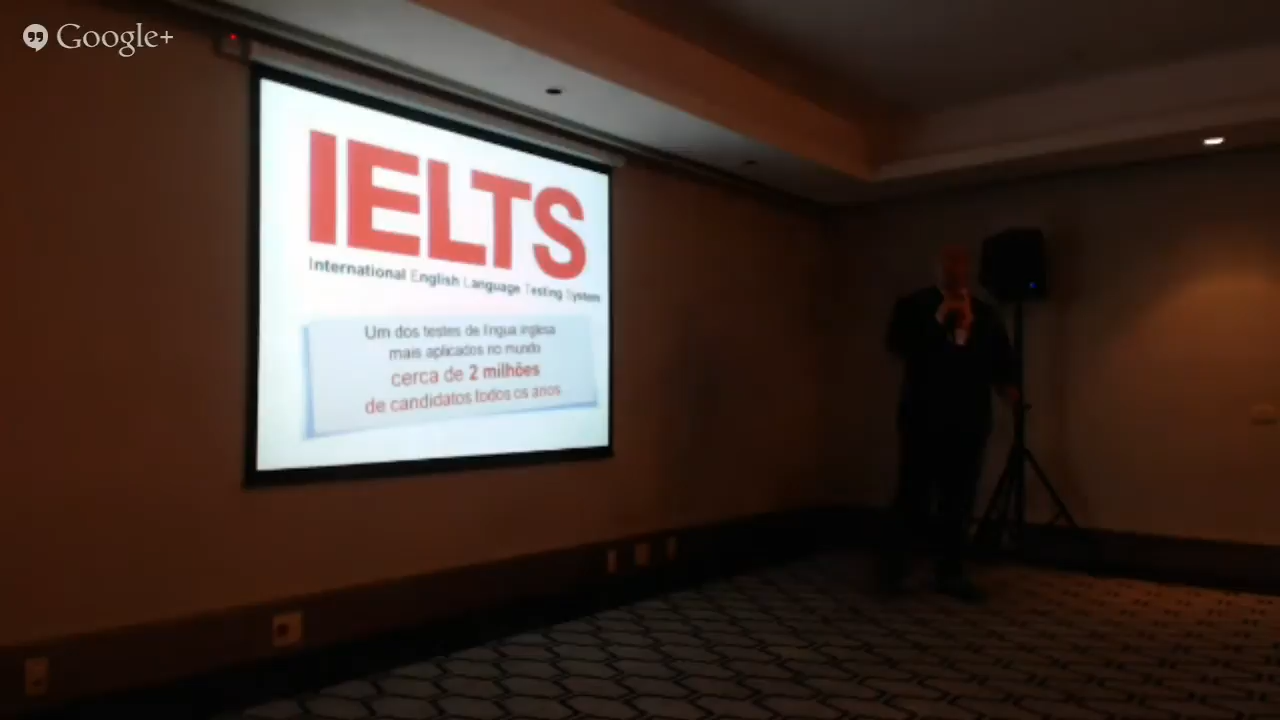 Google+
IELTS
International English Language Testing System
Um dos testes de língua inglesa
mais aplicados no mundo
cerca de 2 milhões
de candidatos todos os anos